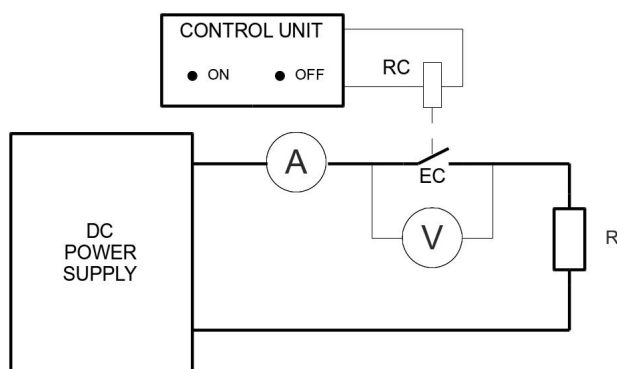 CONTROL UNIT
ON
OFF
RC
A
EC
V
DC
POWER
SUPPLY
R